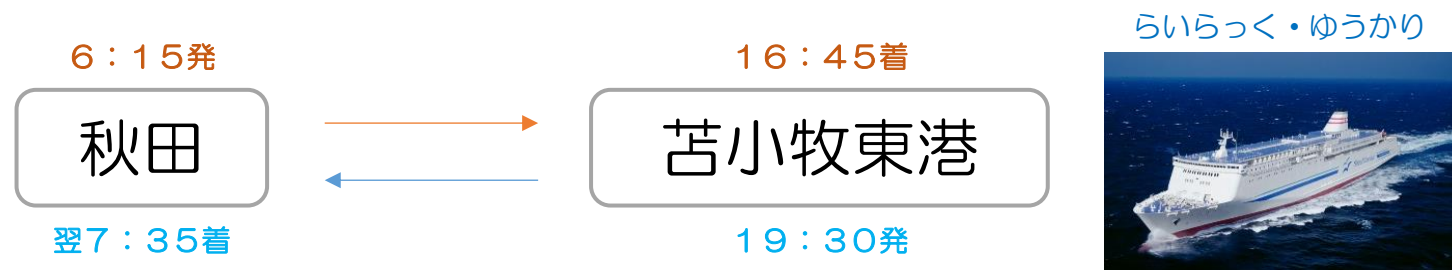 らいらっく・ゆうかり
６：１５発
１６：４５着
秋田
苫小牧東港
翌７：３５着
１９：３０発